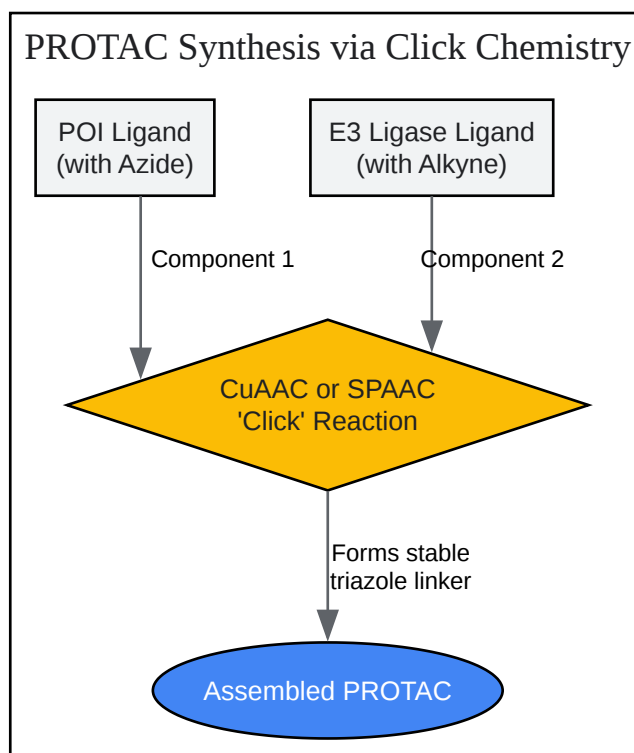 PROTAC Synthesis via Click Chemistry
POI Ligand
(with Azide)
E3 Ligase Ligand
(with Alkyne)
Component 1
Component 2
CuAAC or SPAAC
'Click' Reaction
Forms stable
triazole linker
Assembled PROTAC